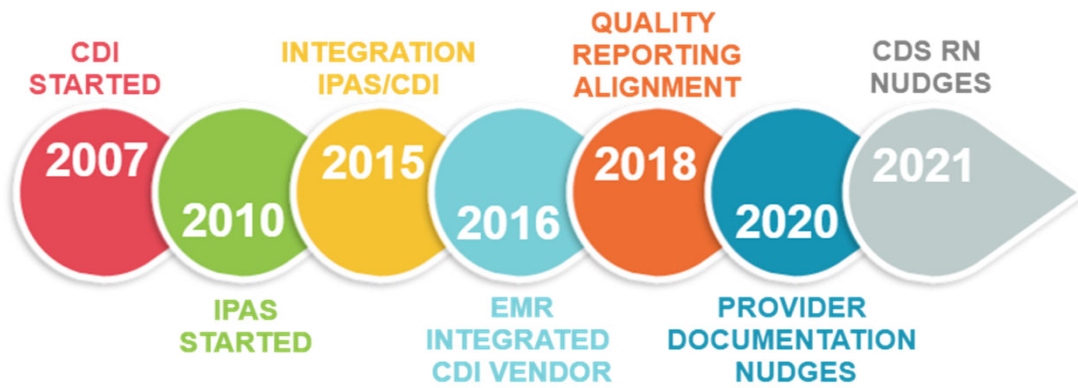 CDI
STARTED
2007
2010
IPAS
STARTED
INTEGRATION
IPAS/CDI
2015
2016
EMR
INTEGRATED
CDI VENDOR
QUALITY
REPORTING
ALIGNMENT
2018
2020
PROVIDER
DOCUMENTATION
NUDGES
CDS RN
NUDGES
2021